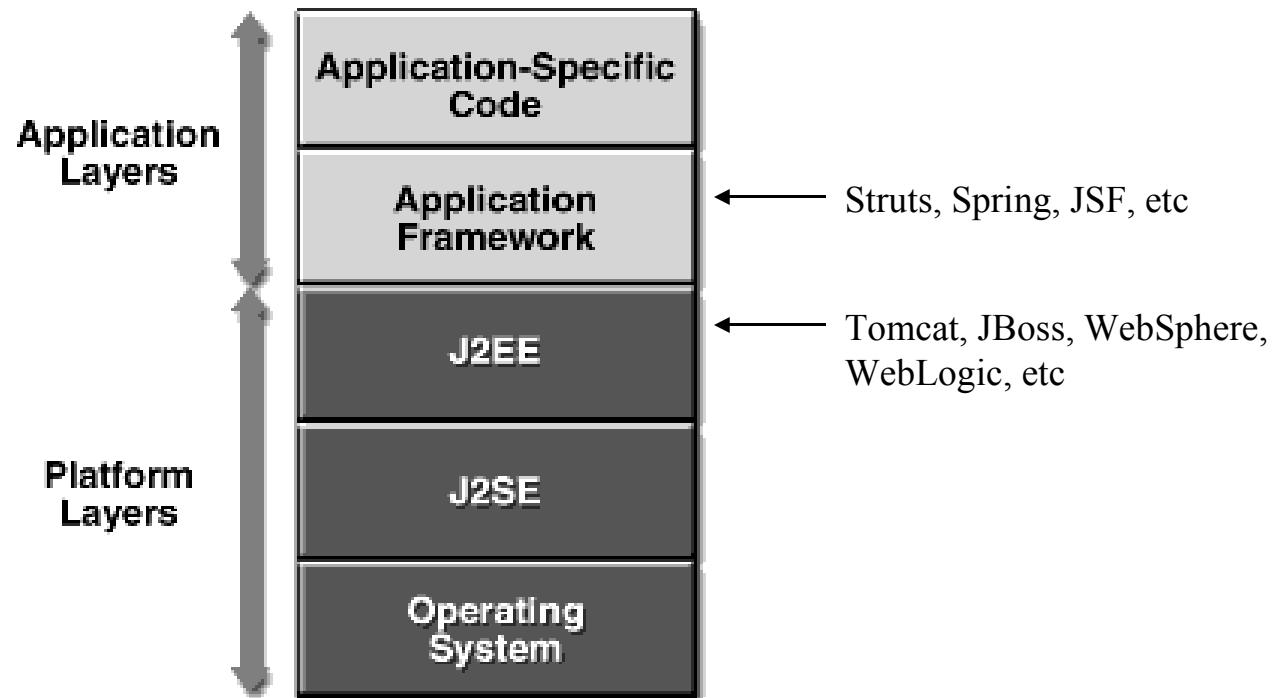 Application-Specific
Code
Application
Layers
Application
Framework
Struts, Spring, JSF, etc
J2EE
Tomcat, JBoss, WebSphere,
WebLogic, etc
Platform
Layers
J2SE
Operating
System